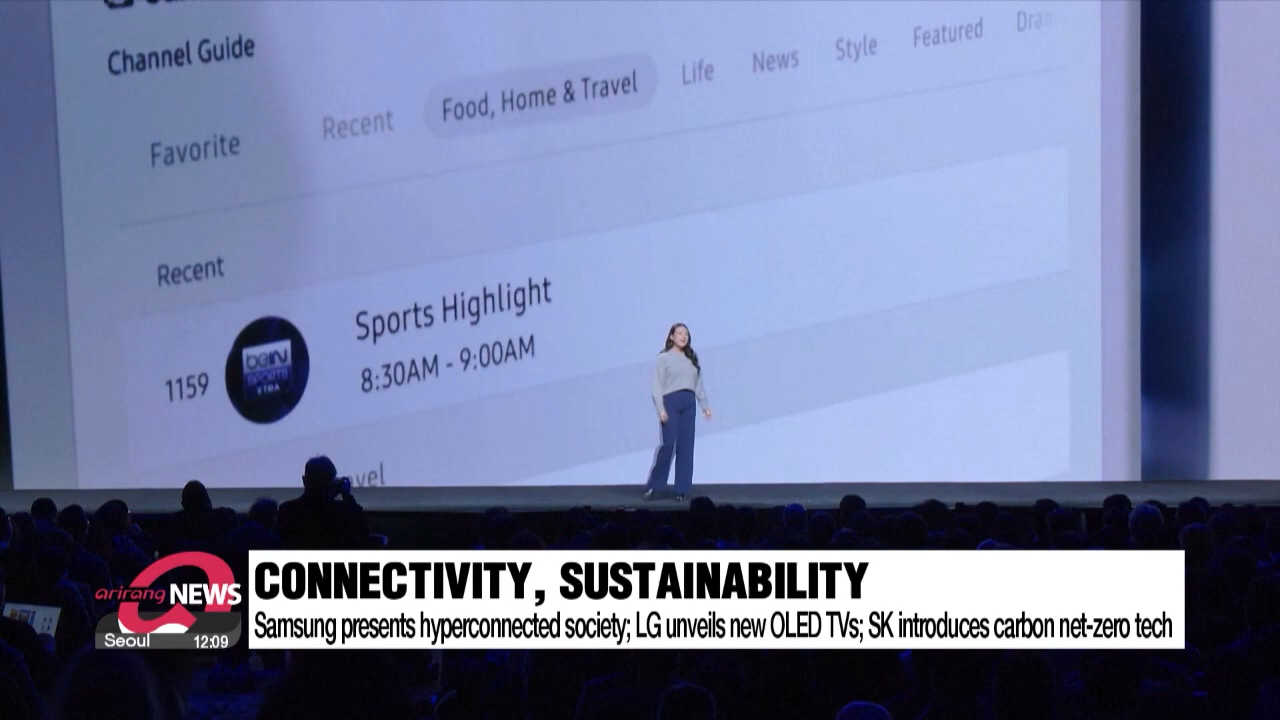 Channel Guide
Favorite
Recent
Food, Home & Travel
Life
News
Style
Featured
Recent
1159
beIN
SPORTS
XTRA
Sports Highlight
8:30AM - 9:00AM
arirang NEWS
Seoul 12:09
CONNECTIVITY, SUSTAINABILITY
Samsung presents hyperconnected society; LG unveils new OLED TVs; SK introduces carbon net-zero tech